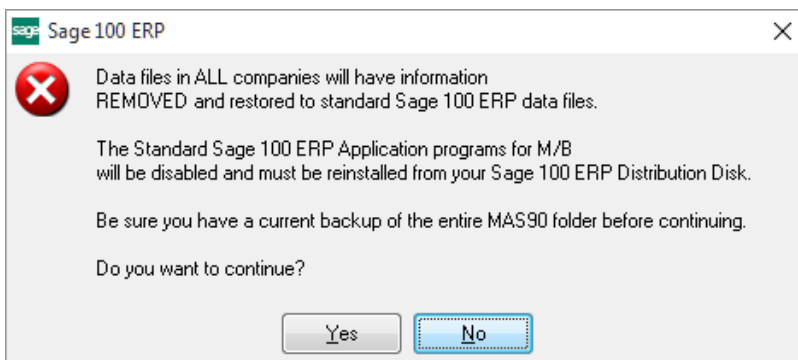 sage Sage 100 ERP
Data files in ALL companies will have information
REMOVED and restored to standard Sage 100 ERP data files.
The Standard Sage 100 ERP Application programs for M/B
will be disabled and must be reinstalled from your Sage 100 ERP Distribution Disk.
Be sure you have a current backup of the entire MAS90 folder before continuing.
Do you want to continue?
Yes No